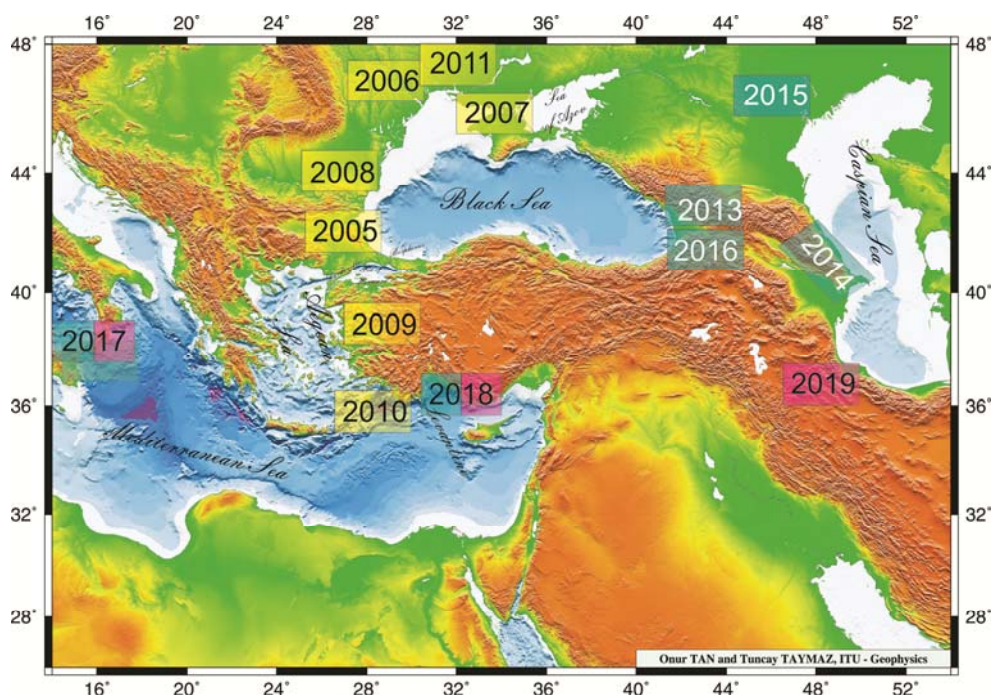 16˚ 20˚ 24˚ 28˚ 32˚ 36˚ 40˚ 44˚ 48˚ 52˚
48˚ 48˚
2011
2006
2015
2007
Sea
of Azov
44˚ 44˚
2008
Black Sea
2013
Caspian Sea
2005
2016
2014
40˚ 40˚
Aegean
Sea
2009
2017
2018
2019
36˚ 36˚
2010
Levantine
Mediterranean Sea
32˚ 32˚
28˚ 28˚
Onur TAN and Tuncay TAYMAZ, ITU - Geophysics
16˚ 20˚ 24˚ 28˚ 32˚ 36˚ 40˚ 44˚ 48˚ 52˚